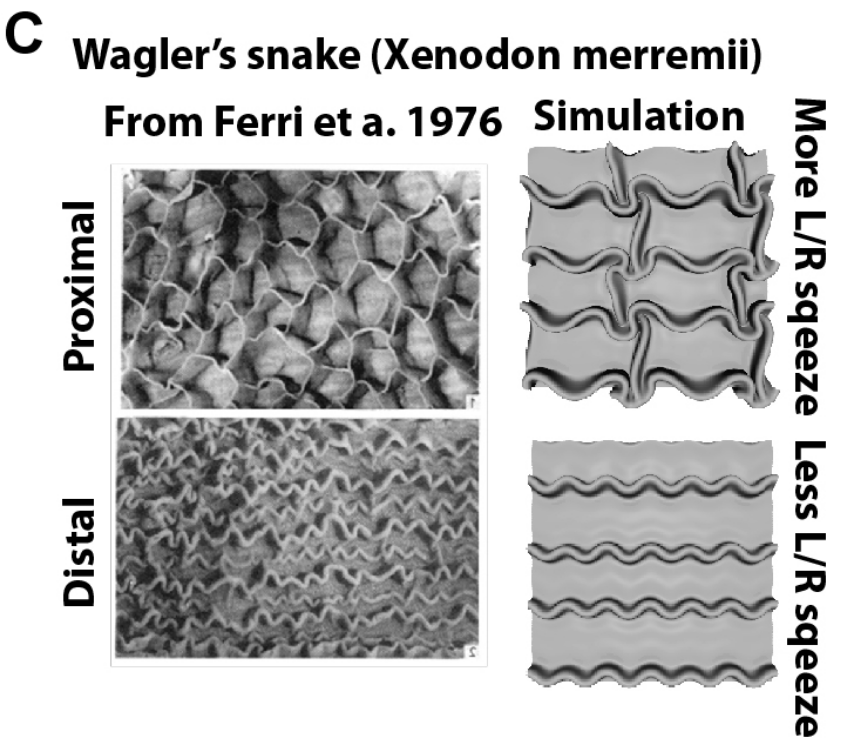 C
Wagler's snake (Xenodon merremii)
From Ferri et a. 1976
Simulation
Proximal
More L/R sqeeze
Distal
Less L/R sqeeze
1
2